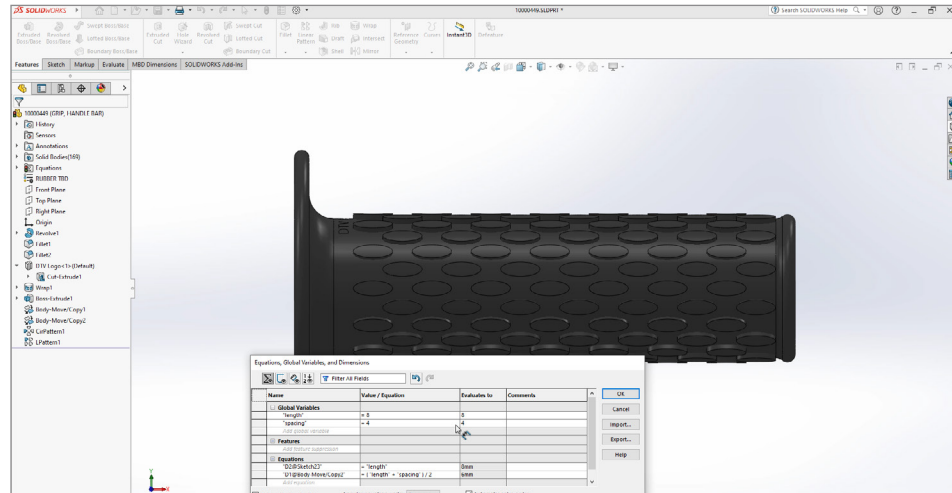 SOLIDWORKS
10000449.SLDPRT *
Search SOLIDWORKS Help
Extruded Boss/Base
Revolved Boss/Base
Swept Boss/Base
Lofted Boss/Base
Boundary Boss/Base
Extruded Cut
Hole Wizard
Revolved Cut
Swept Cut
Lofted Cut
Boundary Cut
Fillet
Linear Pattern
Rib
Draft
Shell
Wrap
Intersect
Mirror
Reference Geometry
Curves
Instant3D
Features Sketch Markup Evaluate MBD Dimensions SOLIDWORKS Add-Ins
10000449 (GRIP, HANDLE BAR)
History
Sensors
Annotations
Solid Bodies(169)
Equations
RUBBER TBD
Front Plane
Top Plane
Right Plane
Origin
Revolve1
Fillet1
Fillet2
DTV Logo<1>(Default)
Cut-Extrude1
Wrap1
Boss-Extrude1
Body-Move/Copy1
Body-Move/Copy2
CirPattern1
LPattern1
Equations, Global Variables, and Dimensions
Filter All Fields
Name Value / Equation Evaluates to Comments
Global Variables
"length" = 8 8
"spacing" = 4 4
Add global variable
Features
Add feature suppression
Equations
"D2@Sketch23" = "length" 8mm
"D1@Body-Move/Copy2" = ( "length" + "spacing" ) / 2 6mm
Add equation
OK
Cancel
Import...
Export...
Help
Y
X